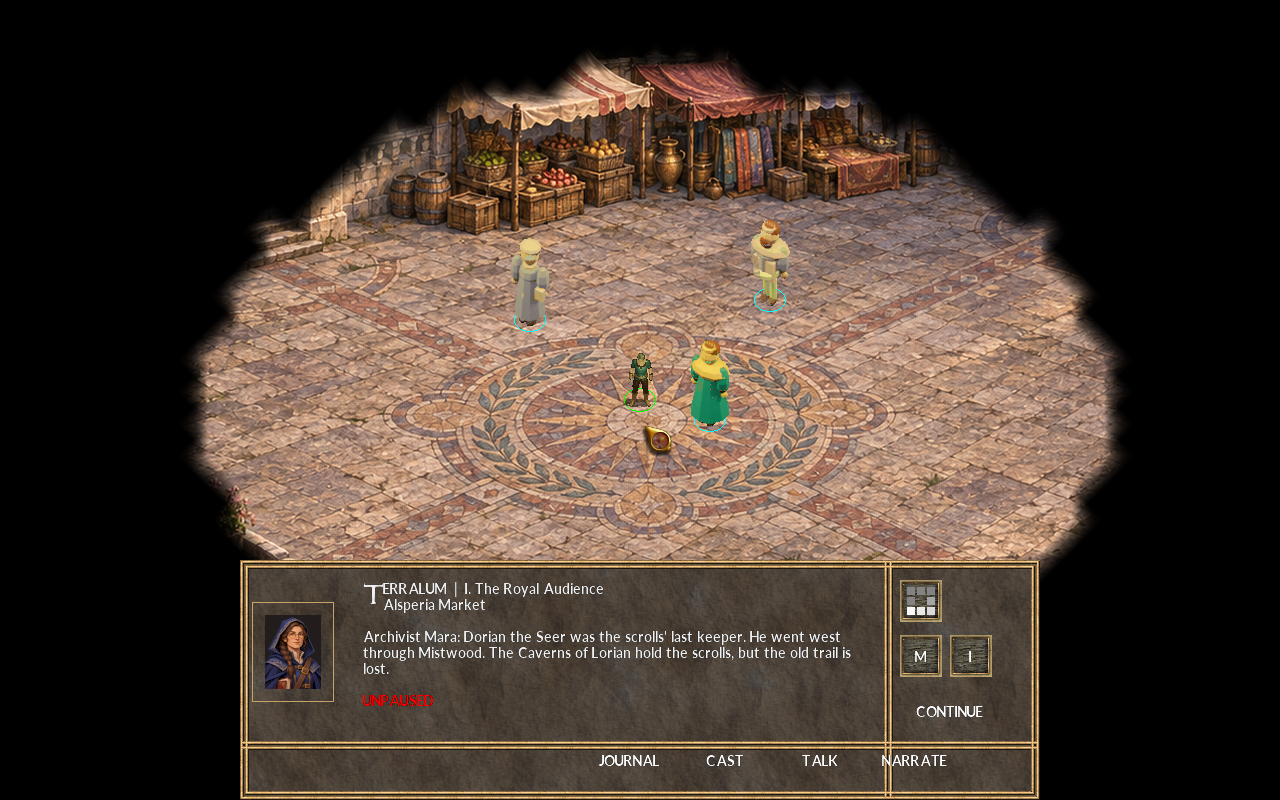 TERRALUM | I. The Royal Audience
Alsperia Market
Archivist Mara: Dorian the Seer was the scrolls' last keeper. He went west
through Mistwood. The Caverns of Lorian hold the scrolls, but the old trail is
lost.
UNPAUSED
M I
CONTINUE
JOURNAL CAST TALK NARRATE